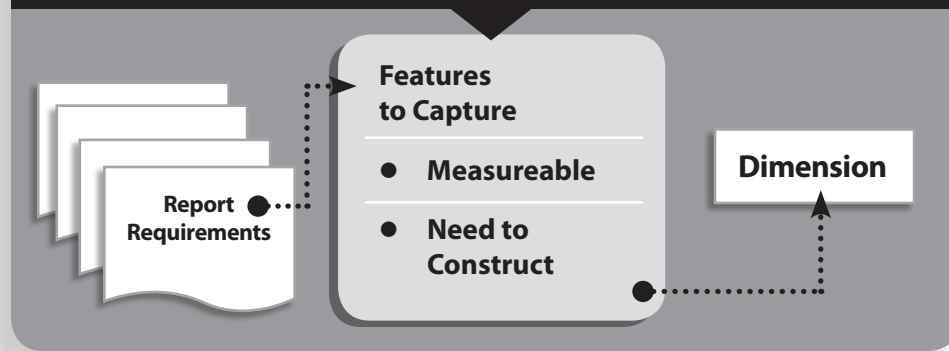 Report
Requirements
Features
to Capture
● Measureable
● Need to
Construct
Dimension